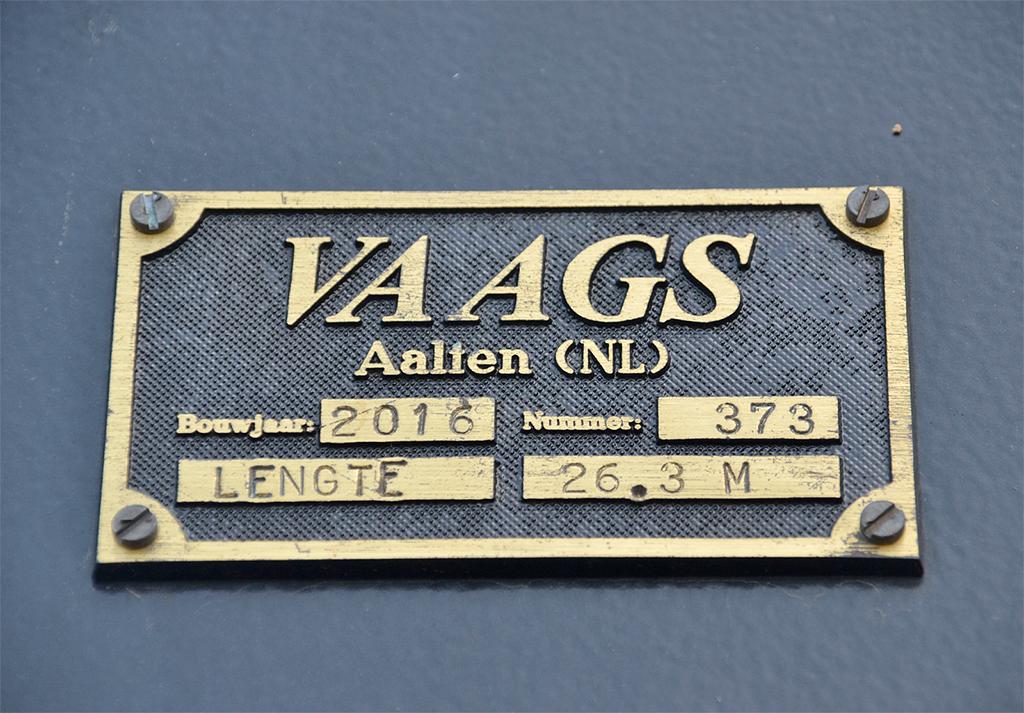 VAAGS
Aalten (NL)
Bouwjaar: 2016 Nummer: 373
LENGTE 26.3 M